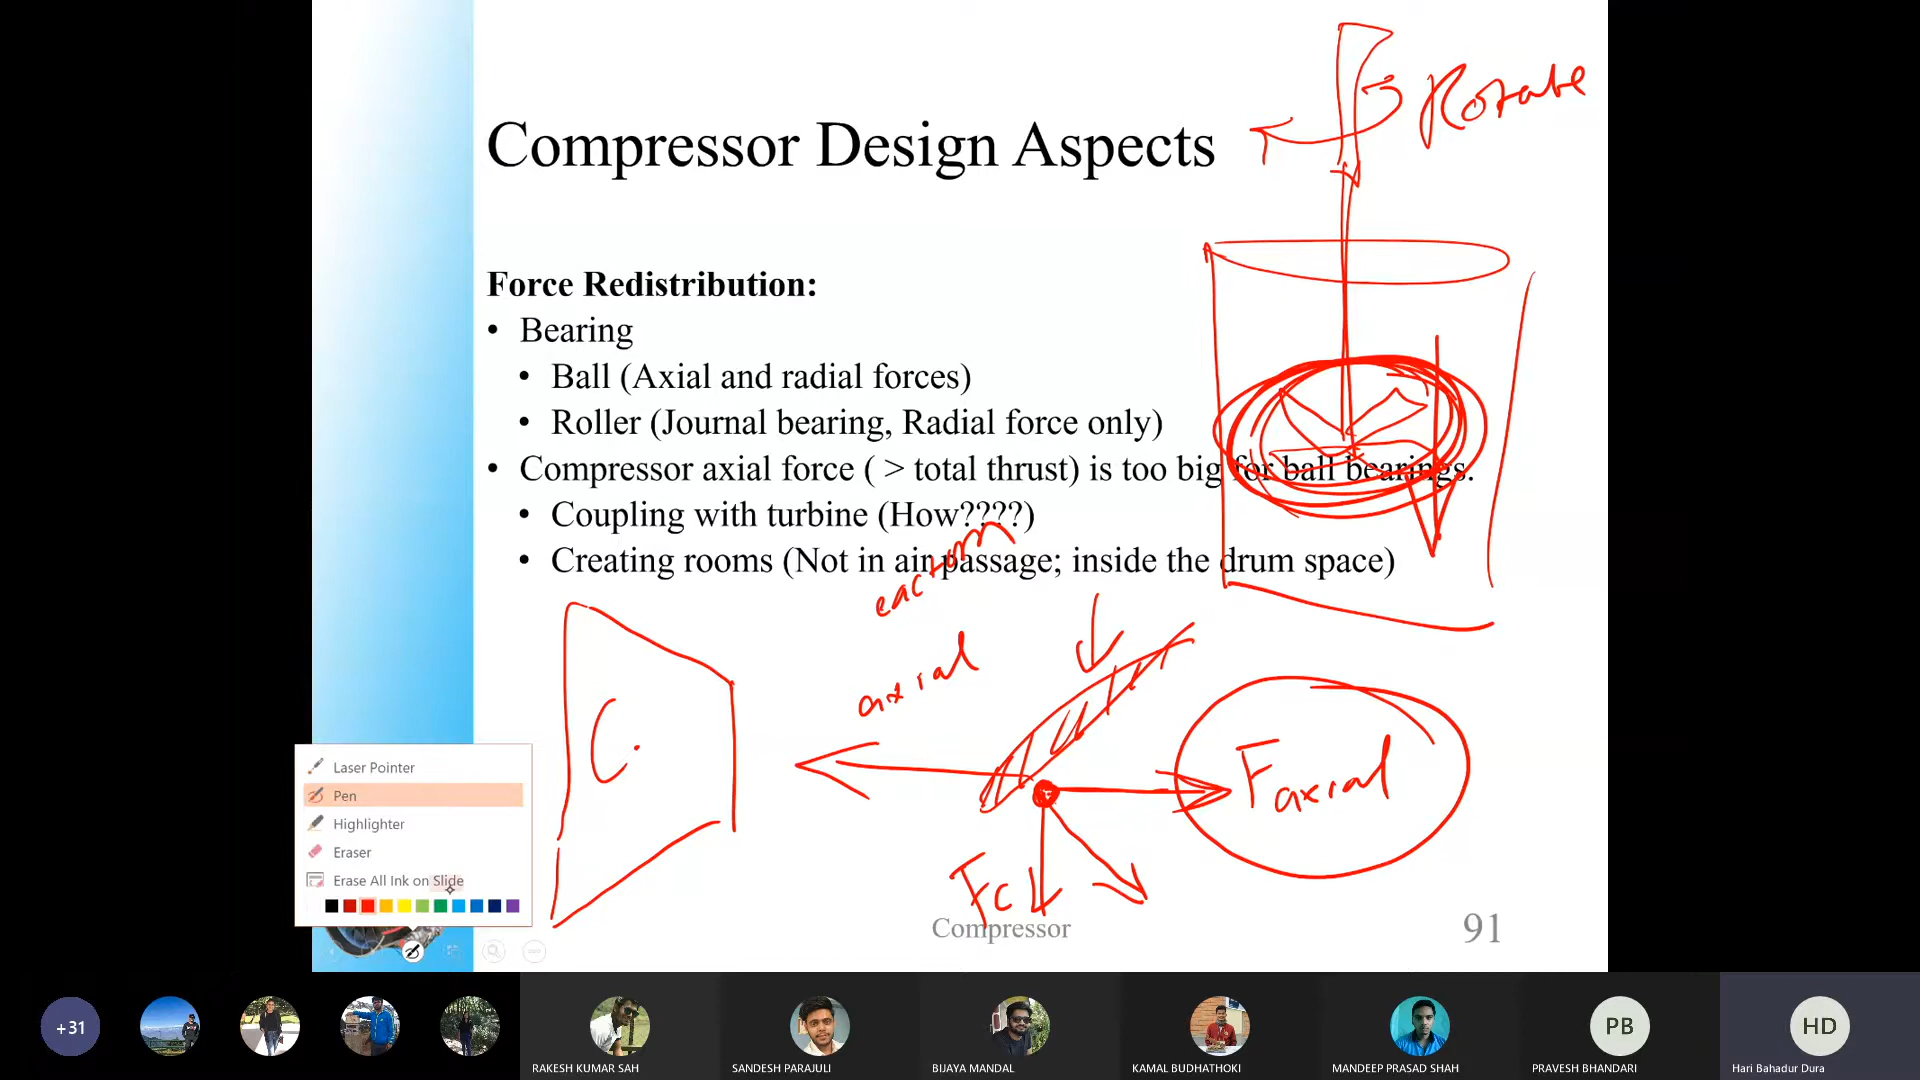 Rotate
Compressor Design Aspects
Force Redistribution:
• Bearing
• Ball (Axial and radial forces)
• Roller (Journal bearing, Radial force only)
• Compressor axial force ( > total thrust) is too big for ball bearings.
• Coupling with turbine (How????)
• Creating rooms (Not in air passage; inside the drum space)
axial
C.
F axial
Fc
Laser Pointer
Pen
Highlighter
Eraser
Erase All Ink on Slide
Compressor
91
+31
RAKESH KUMAR SAH
SANDESH PARAJULI
BIJAYA MANDAL
KAMAL BUDHATHOKI
MANDEEP PRASAD SHAH
PB
PRAVESH BHANDARI
HD
Hari Bahadur Dura